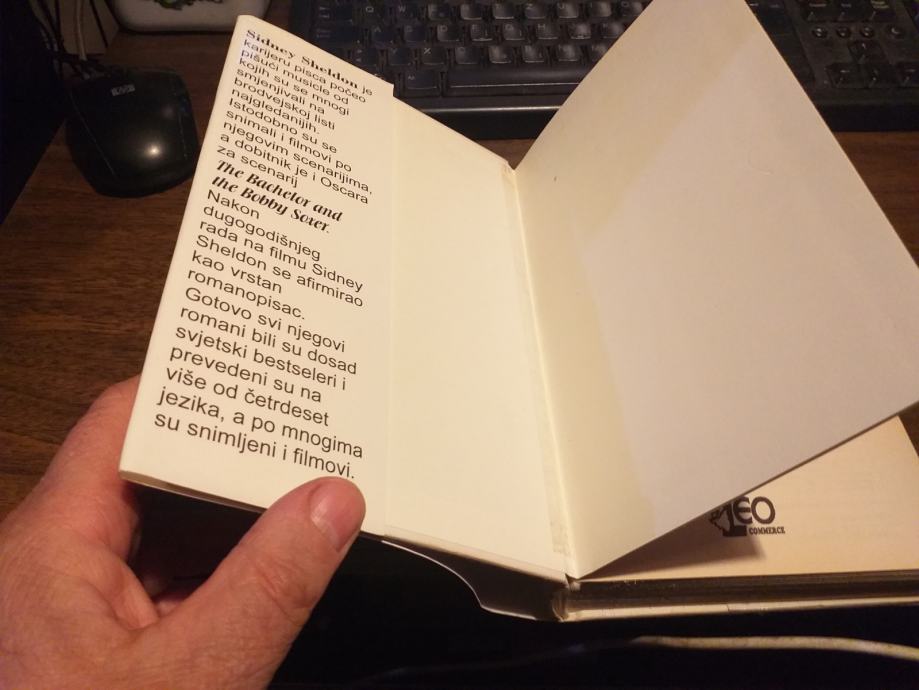 Sidney Sheldon je
karijeru pisca počeo
pišući musicle od
kojih su se mnogi
smjenjivali na
brodvejskoj listi
najgledanijih.
Istodobno su se
snimali i filmovi po
njegovim scenarijima,
a dobitnik je i Oscara
za scenarij
The Bachelor and
the Bobby Soxer.
Nakon
dugogodišnjeg
rada na filmu Sidney
Sheldon se afirmirao
kao vrstan
romanopisac.
Gotovo svi njegovi
romani bili su dosad
svjetski bestseleri i
prevedeni su na
više od četrdeset
jezika, a po mnogima
su snimljeni i filmovi.
LEO
COMMERCE